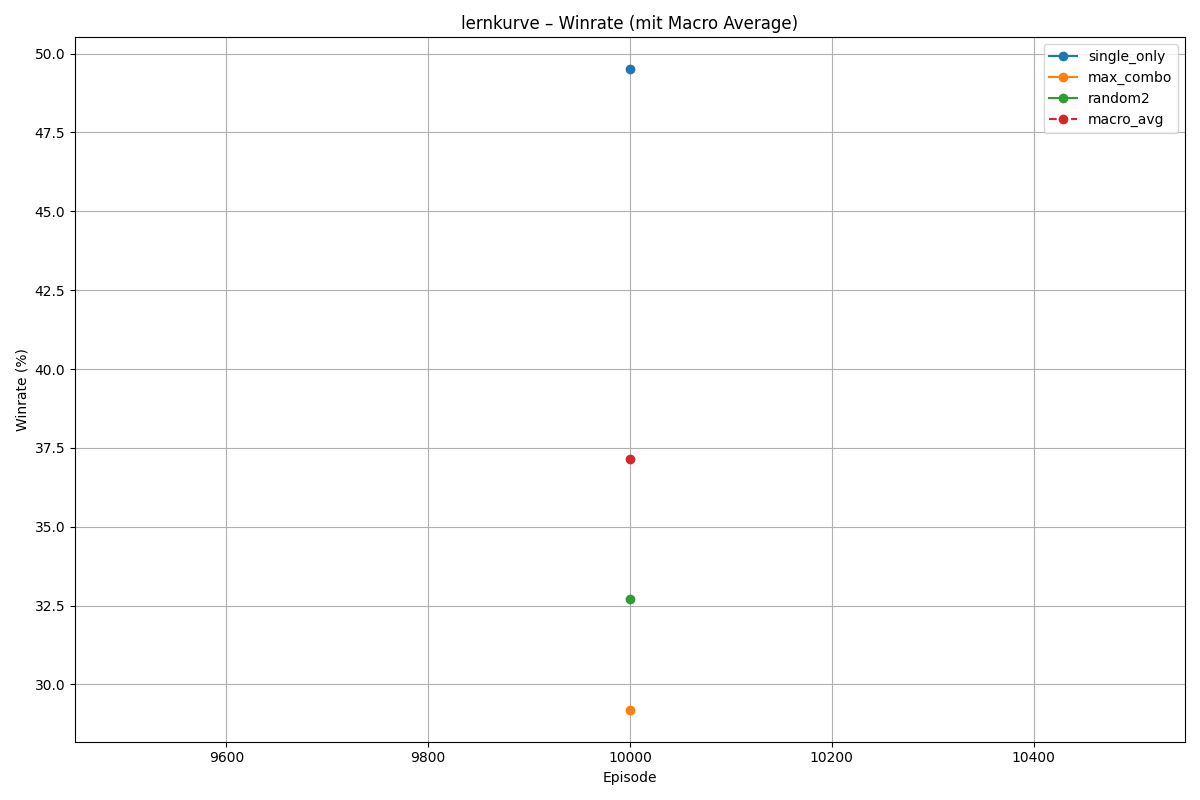 lernkurve – Winrate (mit Macro Average)
50.0
47.5
45.0
42.5
40.0
37.5
35.0
32.5
30.0
Winrate (%)
single_only
max_combo
random2
macro_avg
9600
9800
10000
10200
10400
Episode